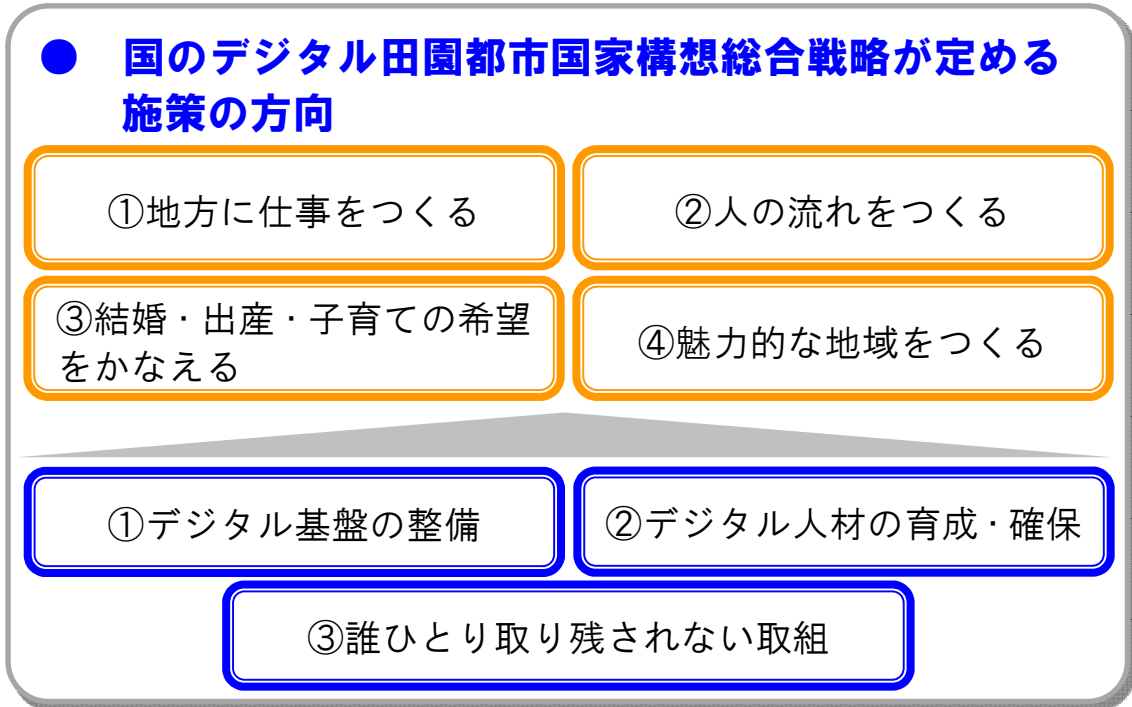 ● 国のデジタル田園都市国家構想総合戦略が定める
施策の方向
①地方に仕事をつくる
②人の流れをつくる
③結婚・出産・子育ての希望
をかなえる
④魅力的な地域をつくる
①デジタル基盤の整備
②デジタル人材の育成・確保
③誰ひとり取り残されない取組